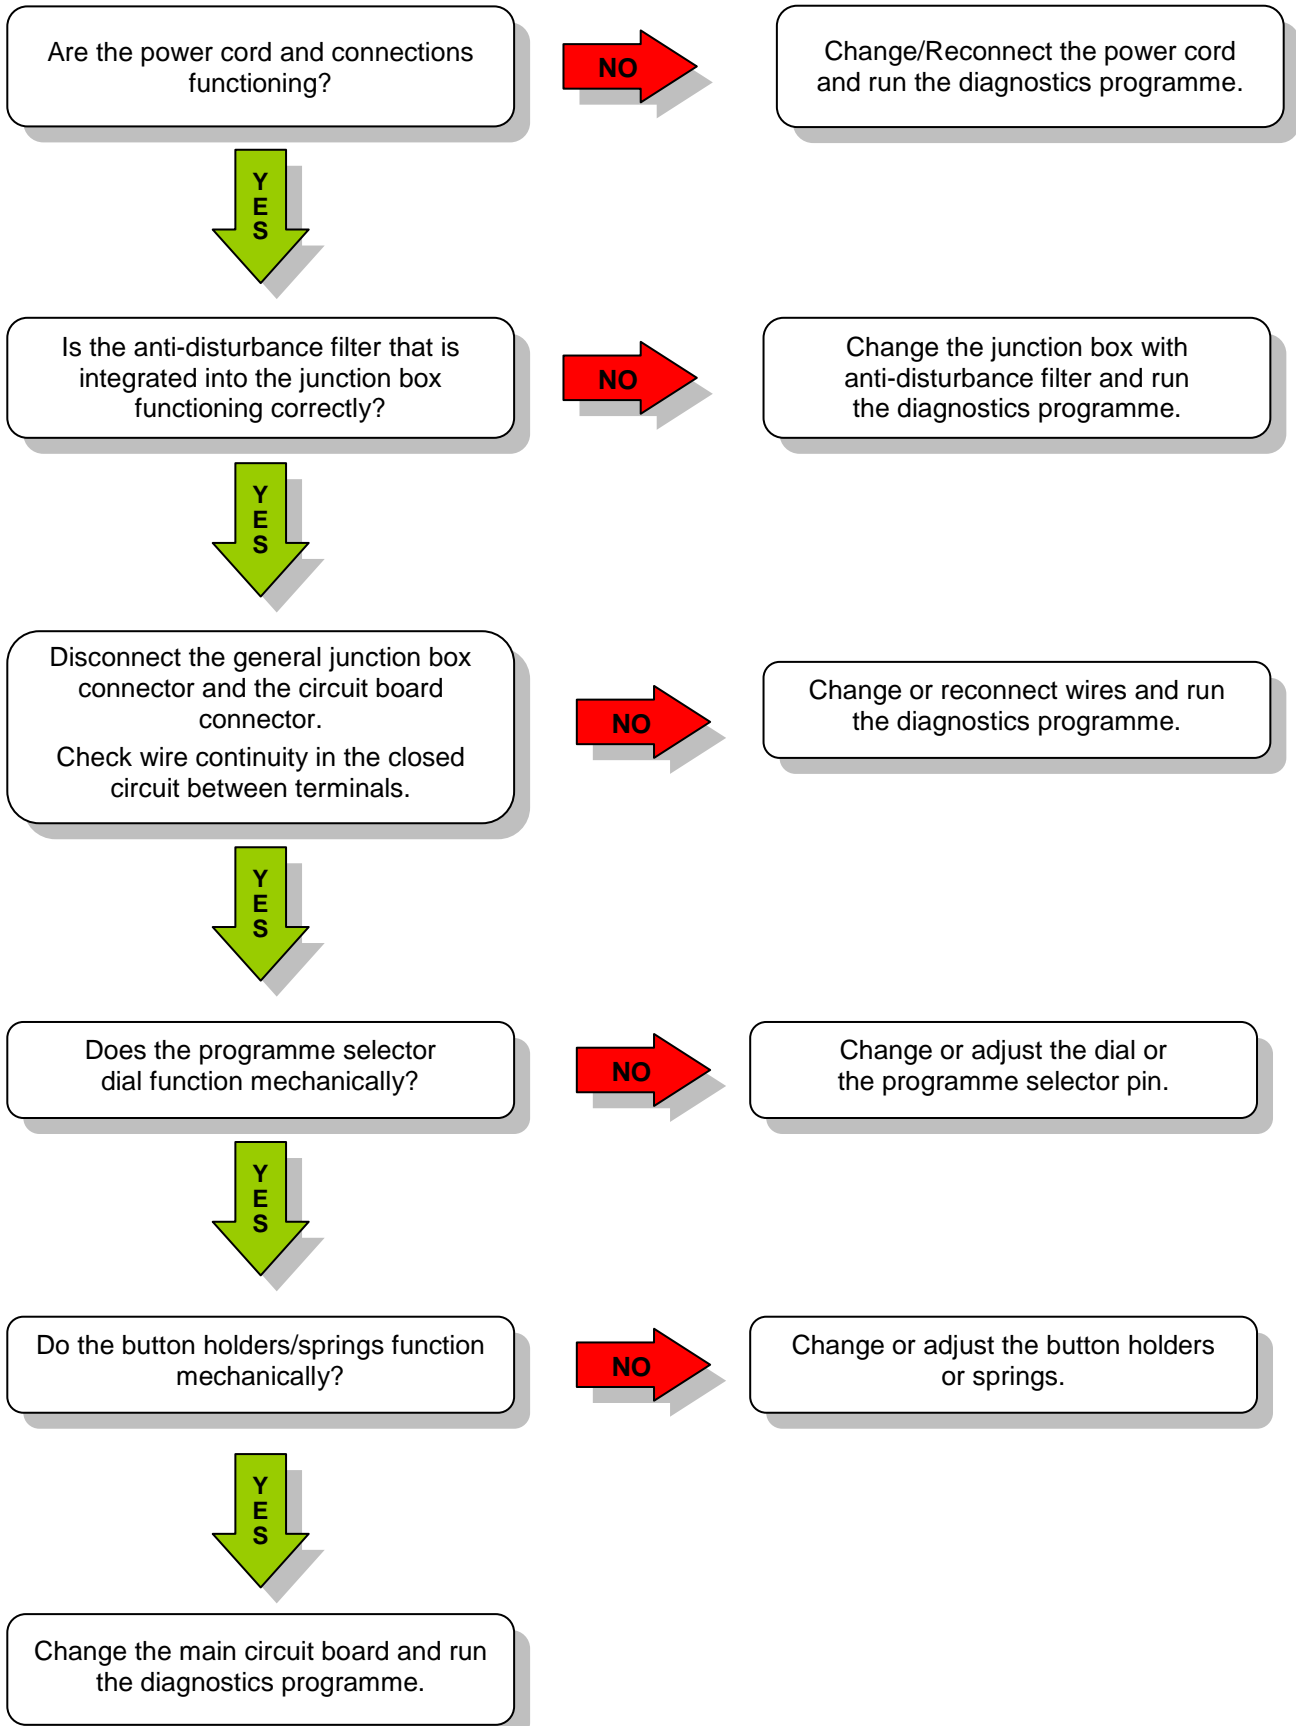 Are the power cord and connections
functioning?
NO
Change/Reconnect the power cord
and run the diagnostics programme.
YES
Is the anti-disturbance filter that is
integrated into the junction box
functioning correctly?
NO
Change the junction box with
anti-disturbance filter and run
the diagnostics programme.
YES
Disconnect the general junction box
connector and the circuit board
connector.
Check wire continuity in the closed
circuit between terminals.
NO
Change or reconnect wires and run
the diagnostics programme.
YES
Does the programme selector
dial function mechanically?
NO
Change or adjust the dial or
the programme selector pin.
YES
Do the button holders/springs function
mechanically?
NO
Change or adjust the button holders
or springs.
YES
Change the main circuit board and run
the diagnostics programme.